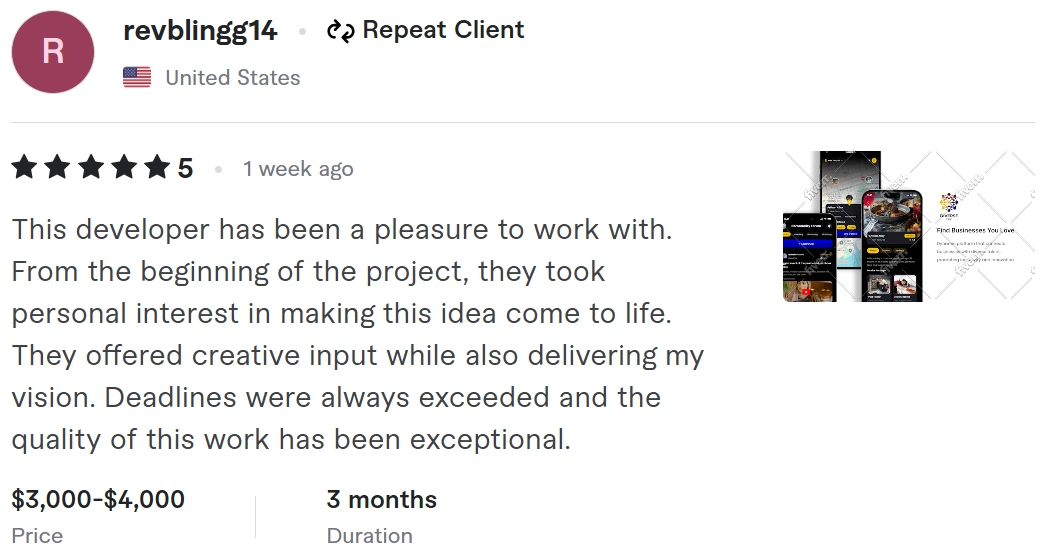 R
revblingg14
Repeat Client
United States
5
1 week ago
This developer has been a pleasure to work with.
From the beginning of the project, they took
personal interest in making this idea come to life.
They offered creative input while also delivering my
vision. Deadlines were always exceeded and the
quality of this work has been exceptional.
Find Businesses You Love
$3,000-$4,000
3 months
Price
Duration